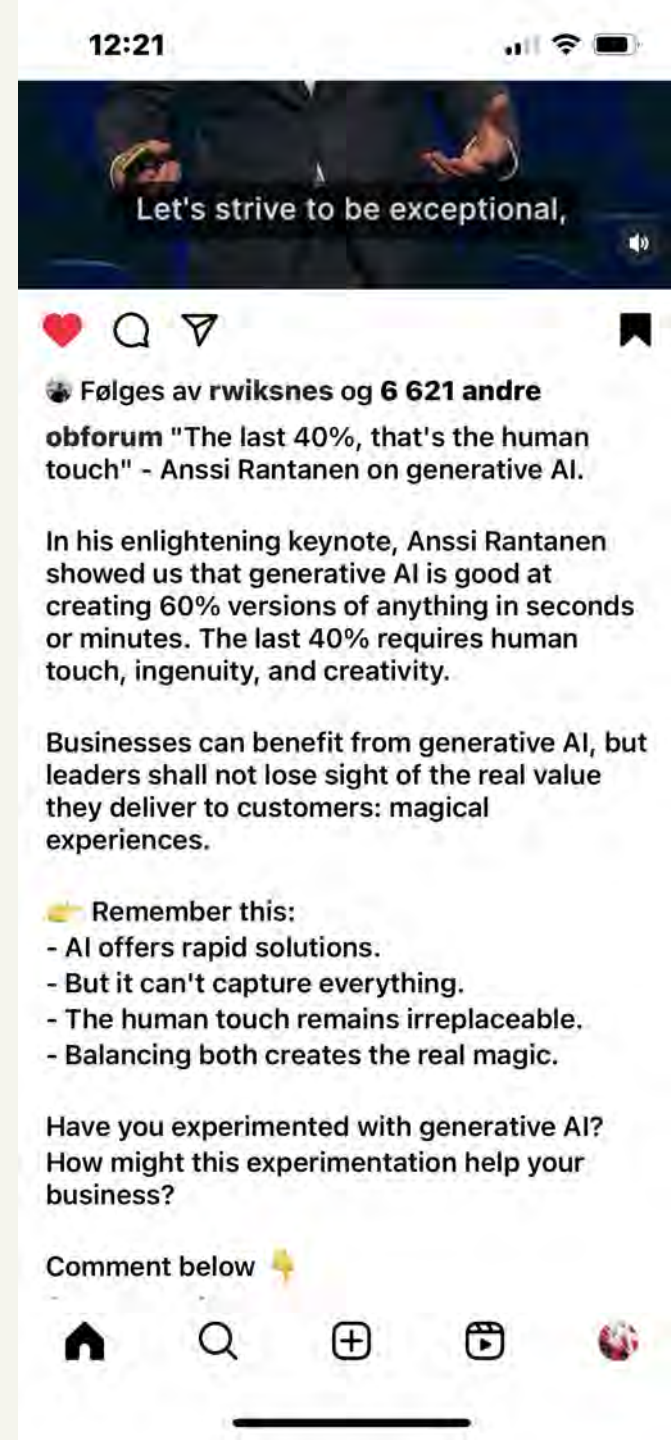 12:21
Let's strive to be exceptional,
Følges av rwiksnes og 6 621 andre
obforum "The last 40%, that's the human
touch" - Anssi Rantanen on generative AI.
In his enlightening keynote, Anssi Rantanen
showed us that generative AI is good at
creating 60% versions of anything in seconds
or minutes. The last 40% requires human
touch, ingenuity, and creativity.
Businesses can benefit from generative AI, but
leaders shall not lose sight of the real value
they deliver to customers: magical
experiences.
👉 Remember this:
- AI offers rapid solutions.
- But it can't capture everything.
- The human touch remains irreplaceable.
- Balancing both creates the real magic.
Have you experimented with generative AI?
How might this experimentation help your
business?
Comment below 👇